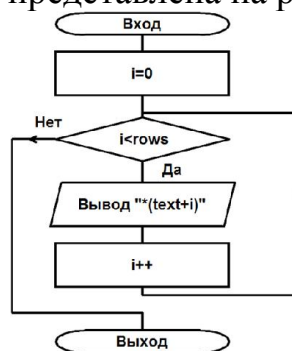 представлена на р
Вход
i=0
Нет
i<rows
Да
Вывод "*(text+i)"
i++
Выход